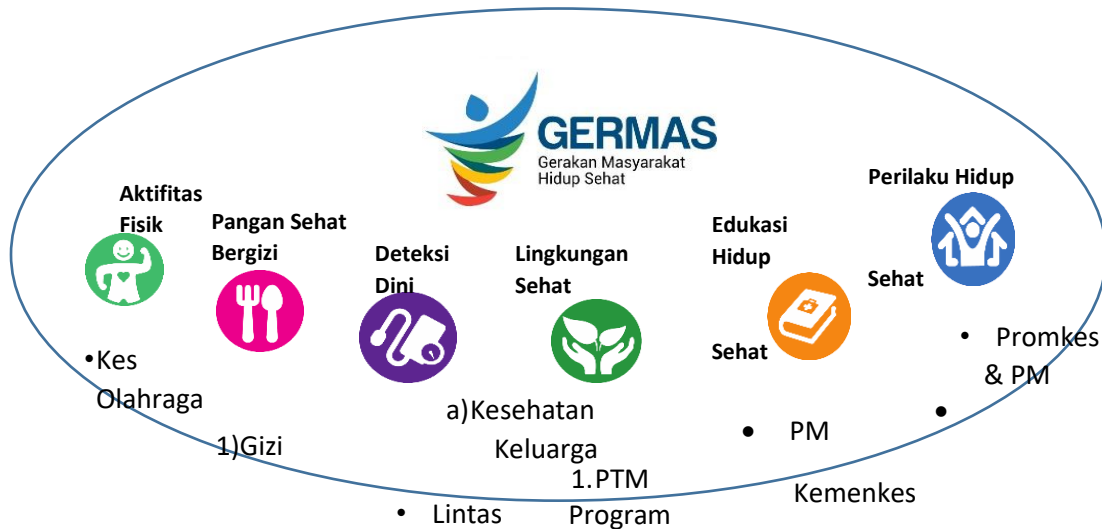 GERMAS
Gerakan Masyarakat
Hidup Sehat
Aktifitas
Fisik
Pangan Sehat
Bergizi
Deteksi
Dini
Lingkungan
Sehat
Edukasi
Hidup
Sehat
Perilaku Hidup
Sehat
•Kes
Olahraga
1)Gizi
a)Kesehatan
Keluarga
1.PTM
• Lintas Program
• PM
Kemenkes
• Promkes
& PM
•